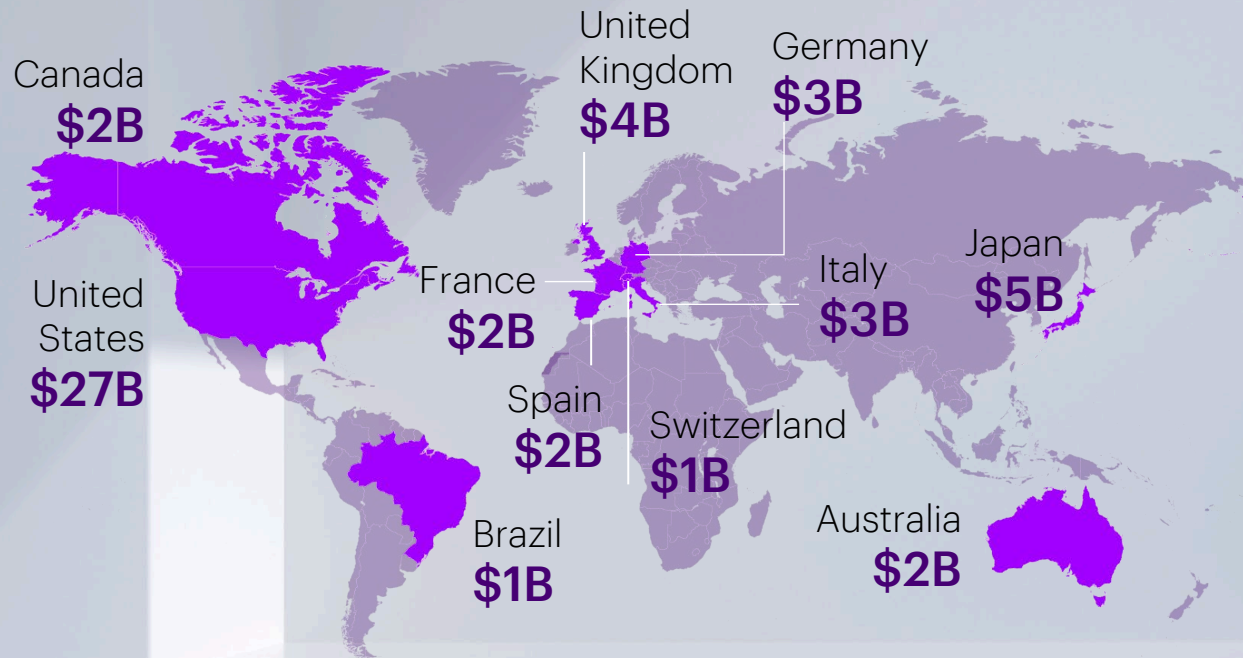 Canada
$2B
United
Kingdom
$4B
Germany
$3B
United
States
$27B
France
$2B
Italy
$3B
Japan
$5B
Spain
$2B
Switzerland
$1B
Brazil
$1B
Australia
$2B